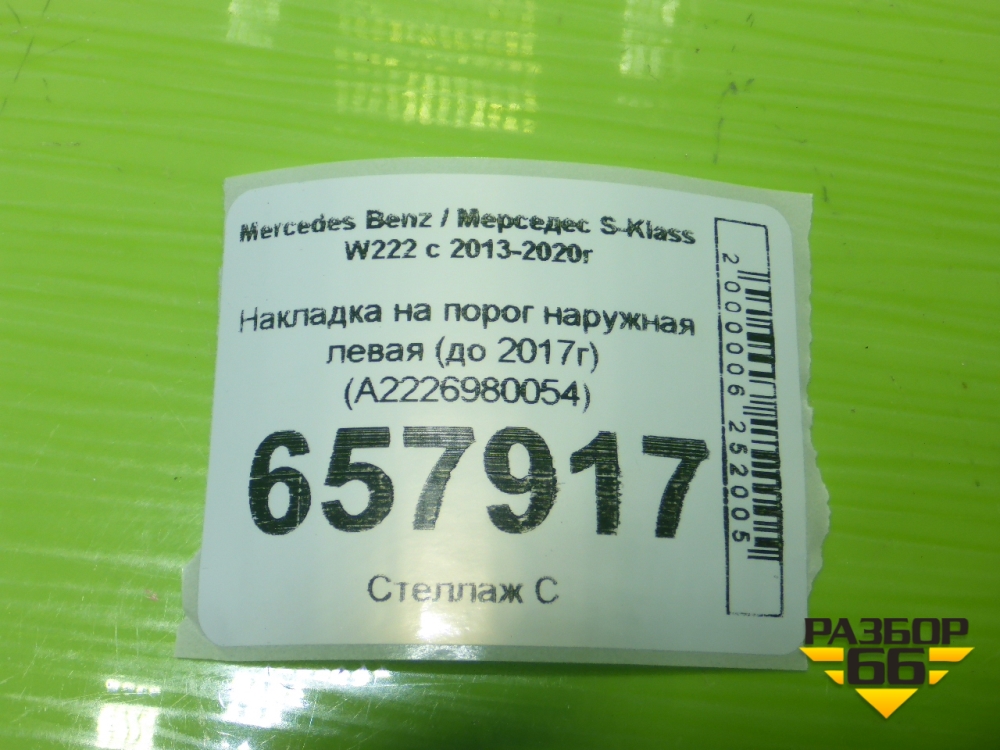 Mercedes Benz / Мерседес S-Klass
W222 с 2013-2020г
Накладка на порог наружная
левая (до 2017г)
(A2226980054)
657917
Стеллаж С
2000006252005
РАЗБОР
66